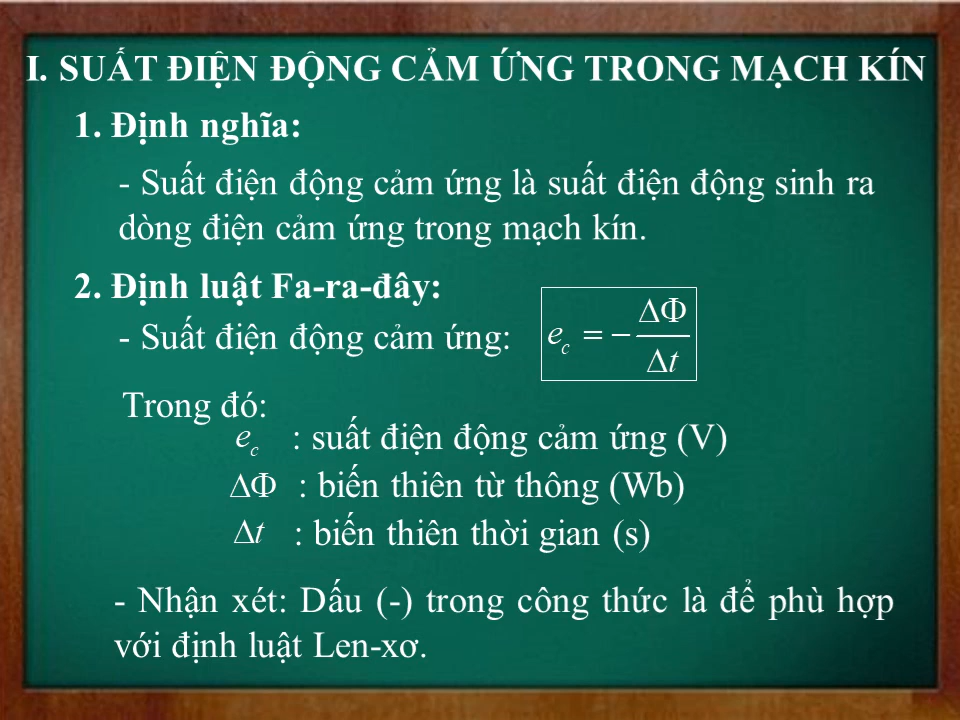 I. SUẤT ĐIỆN ĐỘNG CẢM ỨNG TRONG MẠCH KÍN
1. Định nghĩa:
- Suất điện động cảm ứng là suất điện động sinh ra
dòng điện cảm ứng trong mạch kín.
2. Định luật Fa-ra-đây:
- Suất điện động cảm ứng: e_c = − ΔΦ/Δt
Trong đó:
e_c : suất điện động cảm ứng (V)
ΔΦ : biến thiên từ thông (Wb)
Δt : biến thiên thời gian (s)
- Nhận xét: Dấu (-) trong công thức là để phù hợp
với định luật Len-xơ.